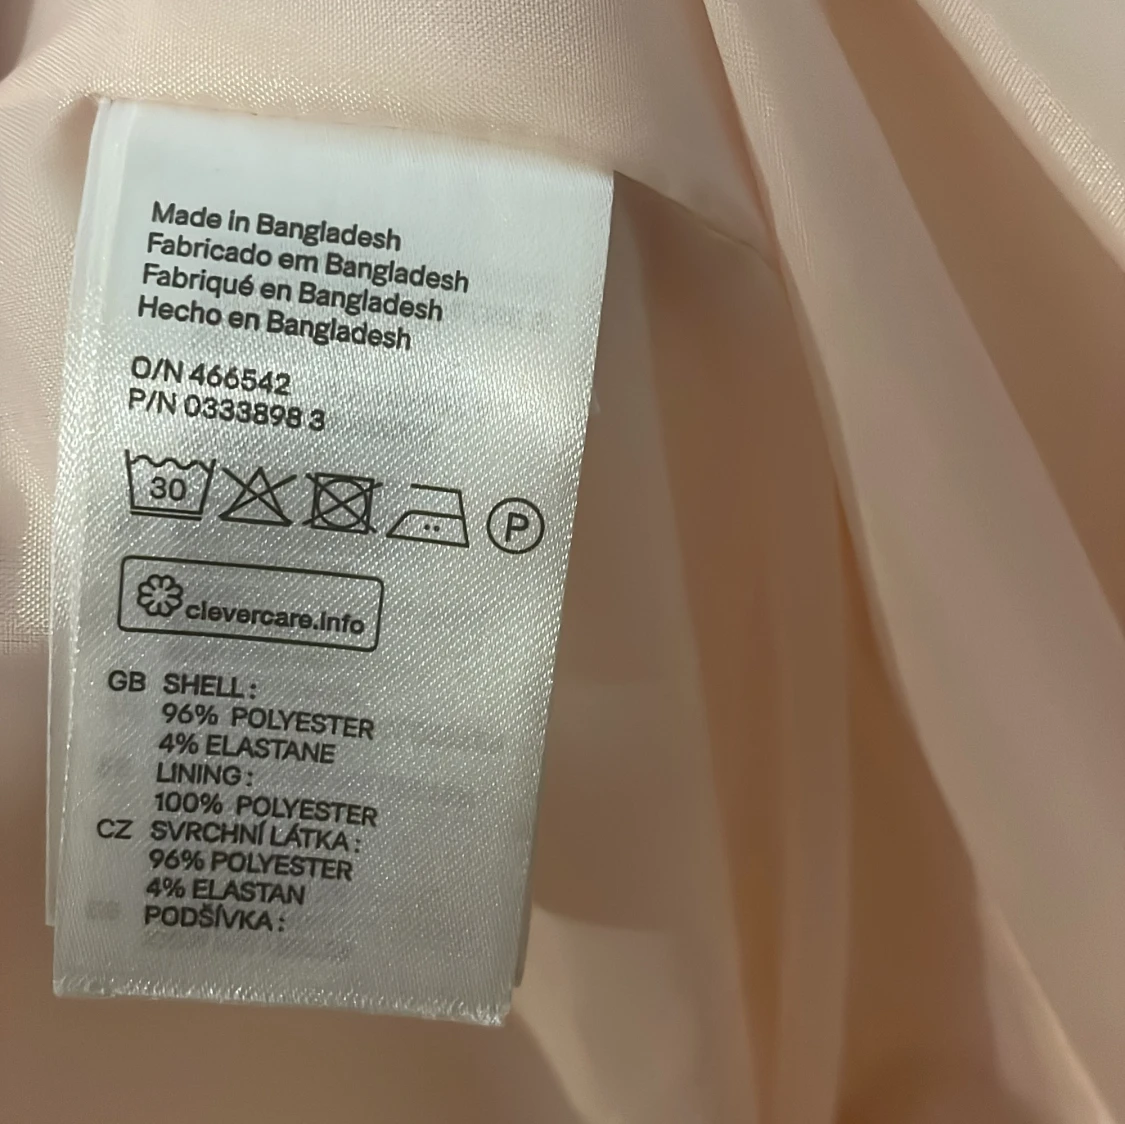 Made in Bangladesh
Fabricado em Bangladesh
Fabriqué en Bangladesh
Hecho en Bangladesh
O/N 466542
P/N 0333898 3
30
P
clevercare.info
GB SHELL:
96% POLYESTER
4% ELASTANE
LINING:
100% POLYESTER
CZ SVRCHNÍ LÁTKA:
96% POLYESTER
4% ELASTAN
PODŠÍVKA: